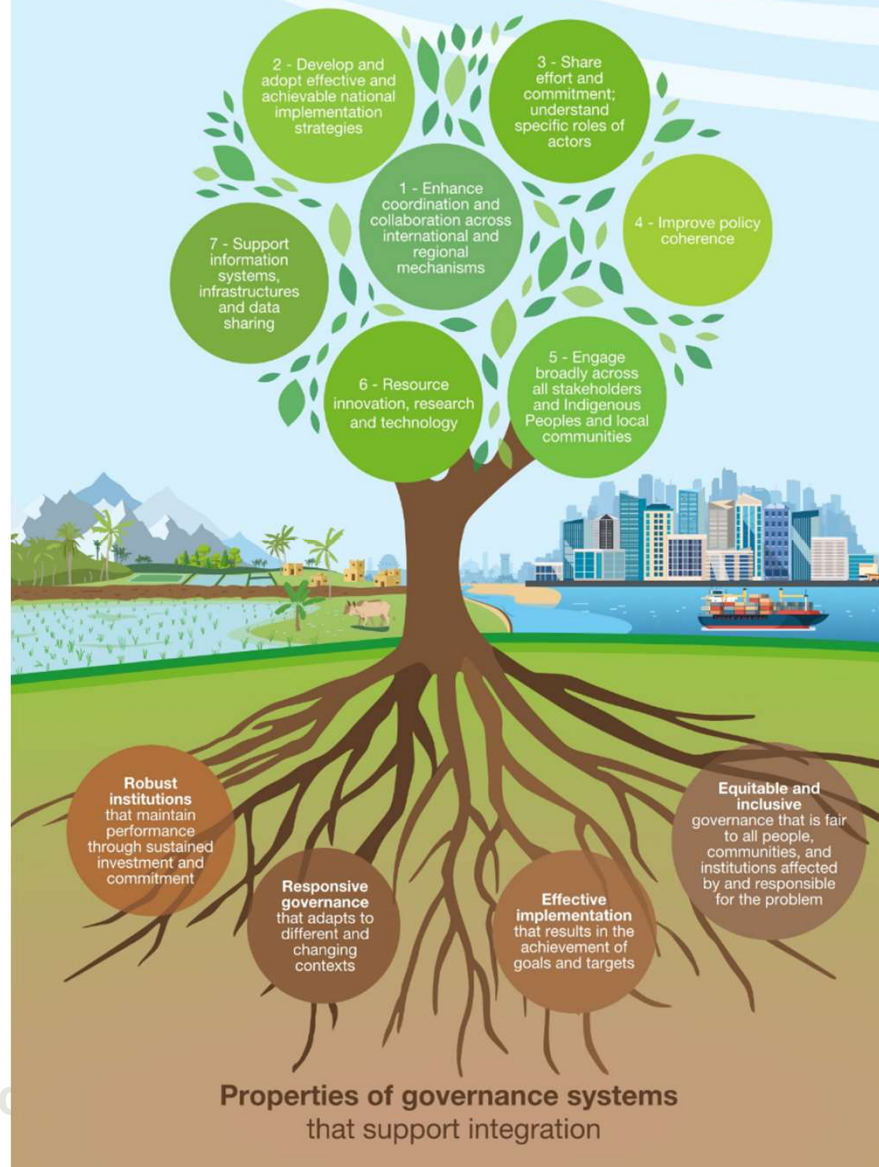 2 - Develop and
adopt effective and
achievable national
implementation
strategies
3 - Share
effort and
commitment;
understand
specific roles of
actors
1 - Enhance
coordination and
collaboration across
international and
regional
mechanisms
4 - Improve policy
coherence
7 - Support
information
systems,
infrastructures
and data
sharing
6 - Resource
innovation, research
and technology
5 - Engage
broadly across
all stakeholders
and Indigenous
Peoples and local
communities
Robust
institutions
that maintain
performance
through sustained
investment and
commitment
Responsive
governance
that adapts to
different and
changing
contexts
Effective
implementation
that results in the
achievement of
goals and targets
Equitable and
inclusive
governance that is fair
to all people,
communities, and
institutions affected
by and responsible
for the problem
Properties of governance systems
that support integration